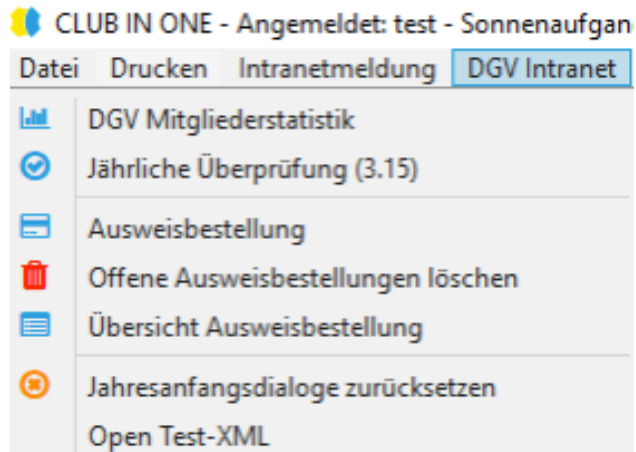 CLUB IN ONE - Angemeldet: test - Sonnenaufgan
Datei Drucken Intranetmeldung DGV Intranet
DGV Mitgliederstatistik
Jährliche Überprüfung (3.15)
Ausweisbestellung
Offene Ausweisbestellungen löschen
Übersicht Ausweisbestellung
Jahresanfangsdialoge zurücksetzen
Open Test-XML